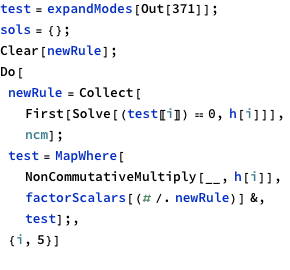 test = expandModes[Out[371]];
sols = {};
Clear[newRule];
Do[
newRule = Collect[
First[Solve[(test[[i]]) == 0, h[i]]],
ncm];
test = MapWhere[
NonCommutativeMultiply[__, h[i]],
factorScalars[(# /. newRule)] &,
test];,
{i, 5}]